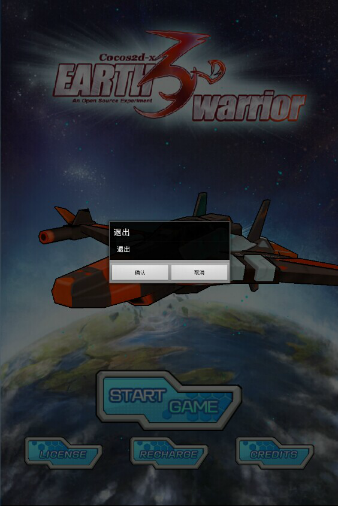 Cocos2d-x
EARTH 3D
An Open Source Experiment
warrior
退出
退出
确认
取消
START
GAME
LICENSE
RECHARGE
CREDITS